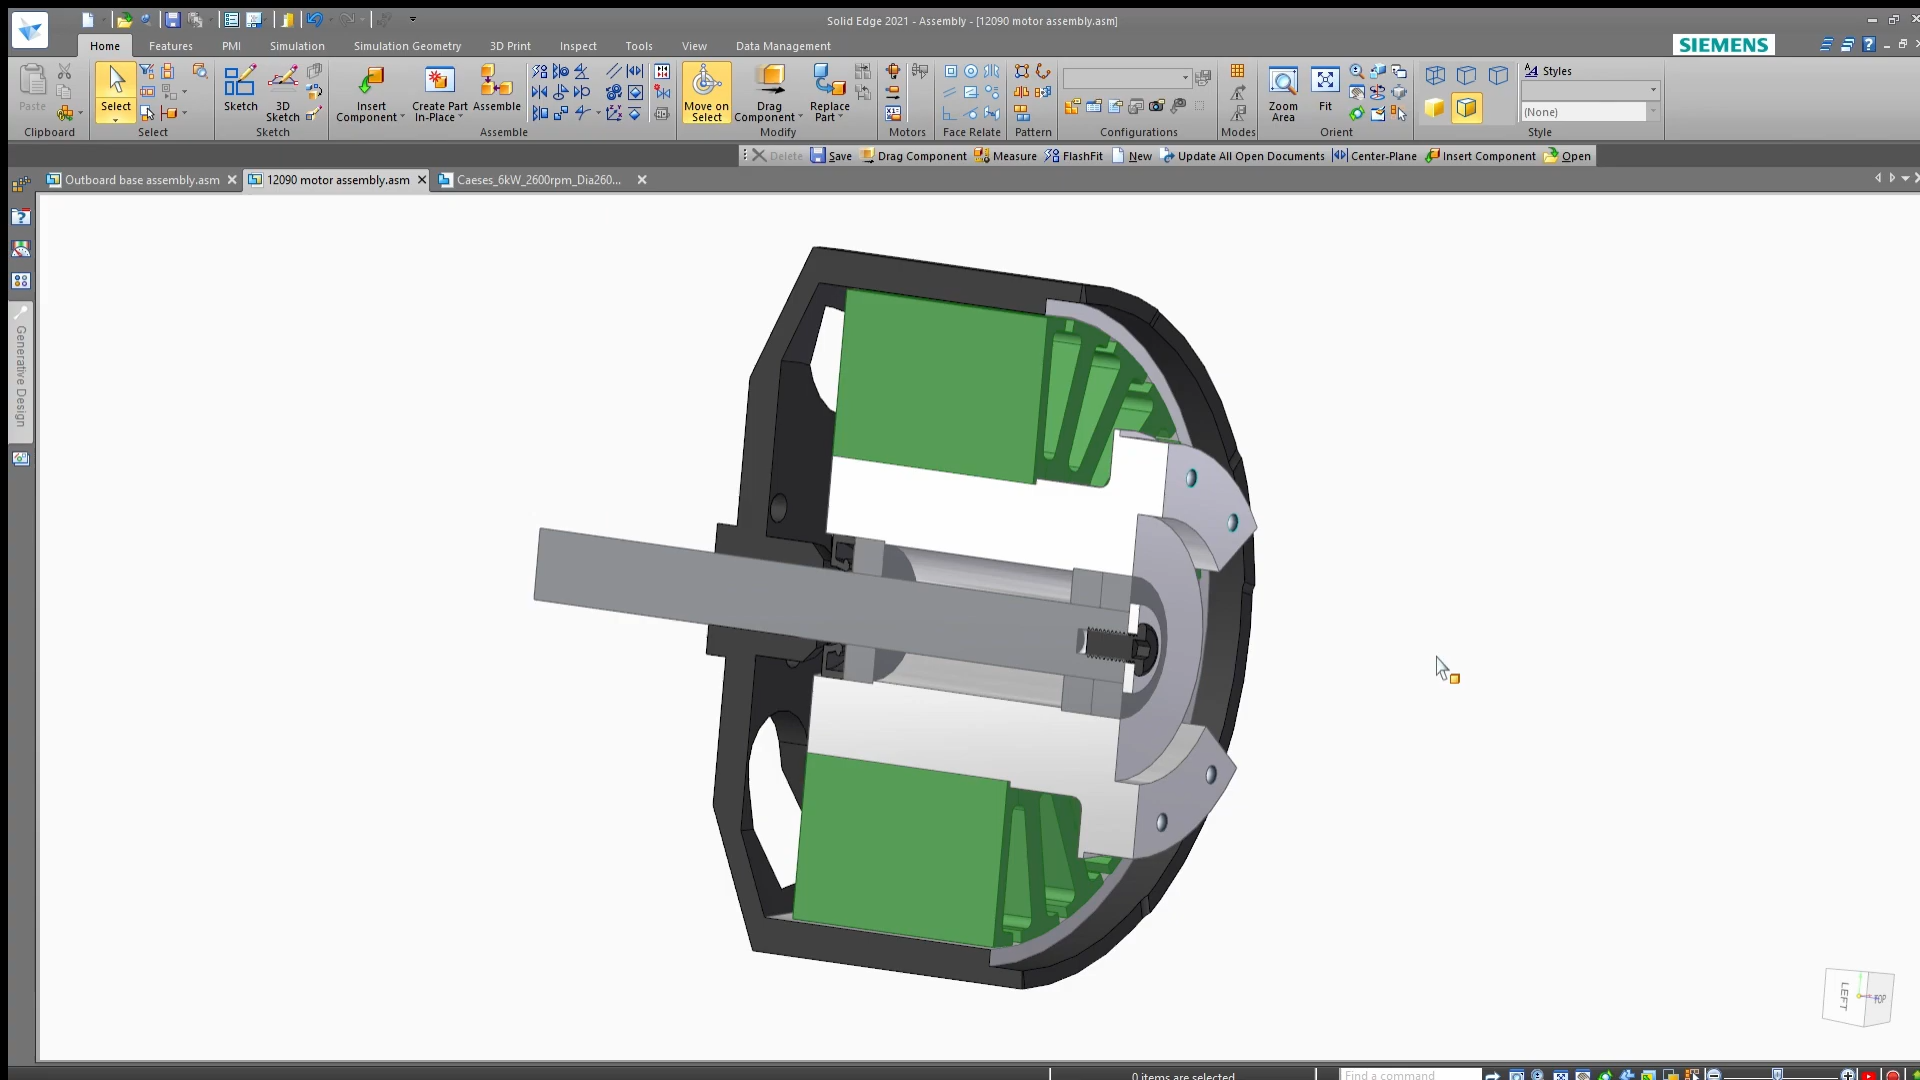 Solid Edge 2021 - Assembly - [12090 motor assembly.asm]
Home Features PMI Simulation Simulation Geometry 3D Print Inspect Tools View Data Management
SIEMENS
Paste
Select
Sketch
3D Sketch
Insert Component
Create Part In-Place
Assemble
Move on Select
Drag Component
Replace Part
Zoom Area
Fit
Styles
(None)
Clipboard Select Sketch Assemble Modify Motors Face Relate Pattern Configurations Modes Orient Style
Delete Save Drag Component Measure FlashFit New Update All Open Documents Center-Plane Insert Component Open
Outboard base assembly.asm 12090 motor assembly.asm Caeses_6kW_2600rpm_Dia260...
Generative Design
LEFT
TOP
0 items are selected
Find a command